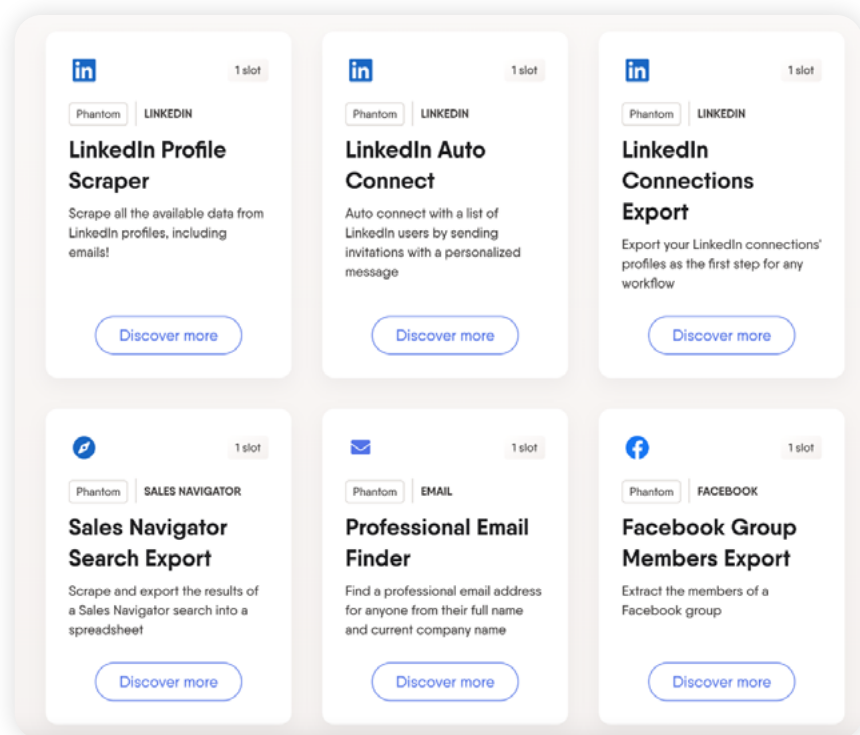 in
1 slot
Phantom
LINKEDIN
LinkedIn Profile
Scraper
Scrape all the available data from
LinkedIn profiles, including
emails!
Discover more
in
1 slot
Phantom
LINKEDIN
LinkedIn Auto
Connect
Auto connect with a list of
LinkedIn users by sending
invitations with a personalized
message
Discover more
in
1 slot
Phantom
LINKEDIN
LinkedIn
Connections
Export
Export your LinkedIn connections'
profiles as the first step for any
workflow
Discover more
1 slot
Phantom
SALES NAVIGATOR
Sales Navigator
Search Export
Scrape and export the results of
a Sales Navigator search into a
spreadsheet
Discover more
1 slot
Phantom
EMAIL
Professional Email
Finder
Find a professional email address
for anyone from their full name
and current company name
Discover more
1 slot
Phantom
FACEBOOK
Facebook Group
Members Export
Extract the members of a
Facebook group
Discover more